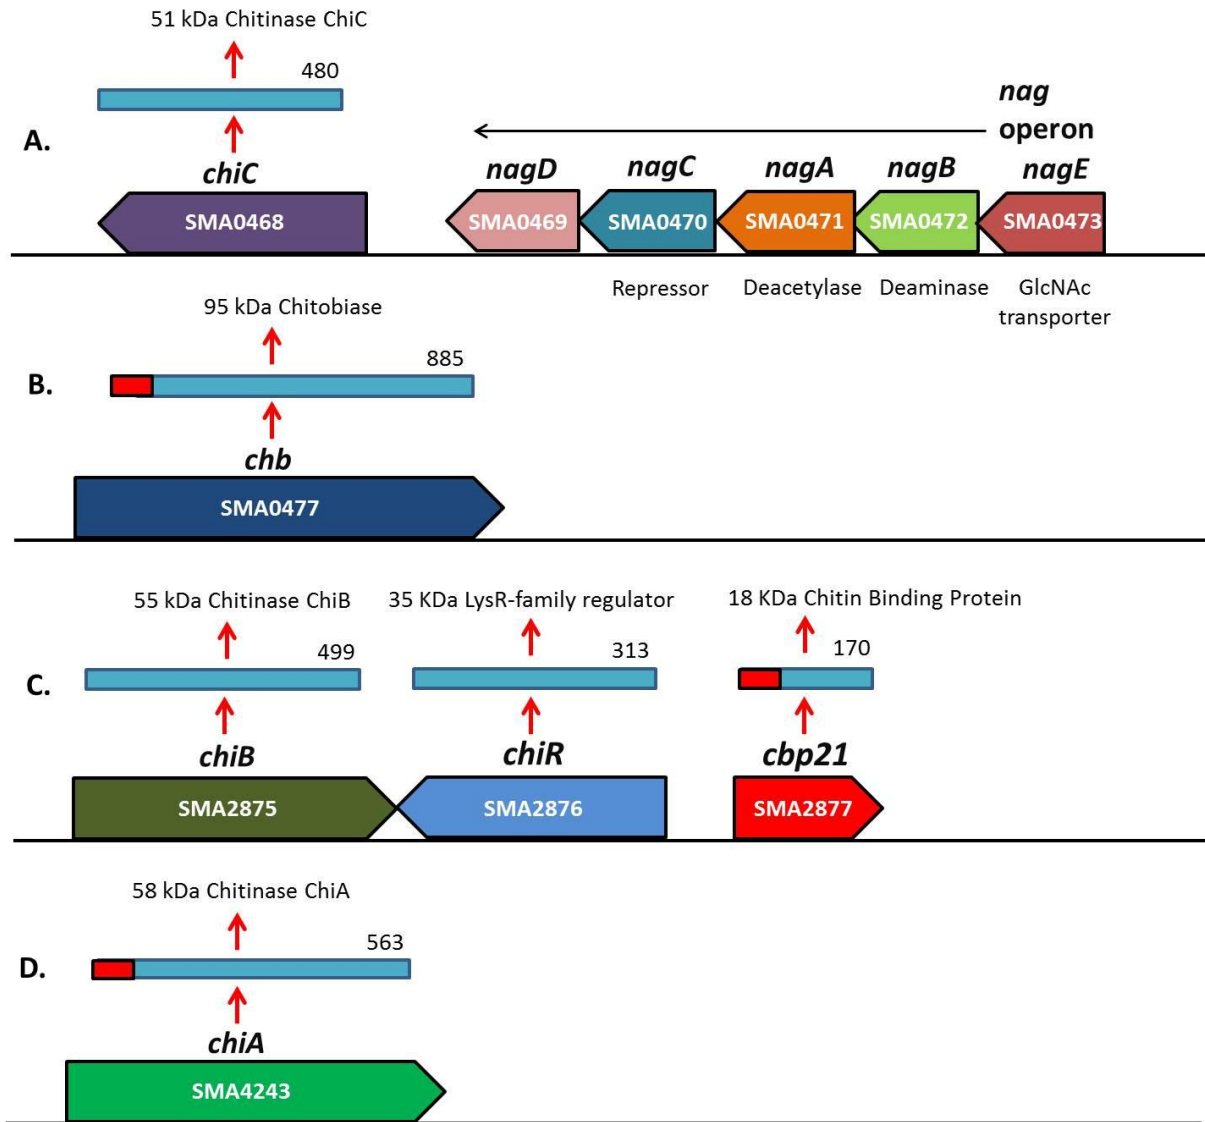 51 kDa Chitinase ChiC
480
A.
chiC
SMA0468
nag
operon
nagD
nagC
nagA
nagB
nagE
SMA0469
SMA0470
SMA0471
SMA0472
SMA0473
Repressor
Deacetylase
Deaminase
GlcNAc
transporter
95 kDa Chitobiase
885
B.
chb
SMA0477
55 kDa Chitinase ChiB
35 KDa LysR-family regulator
18 KDa Chitin Binding Protein
499
313
170
C.
chiB
chiR
cbp21
SMA2875
SMA2876
SMA2877
58 kDa Chitinase ChiA
563
D.
chiA
SMA4243